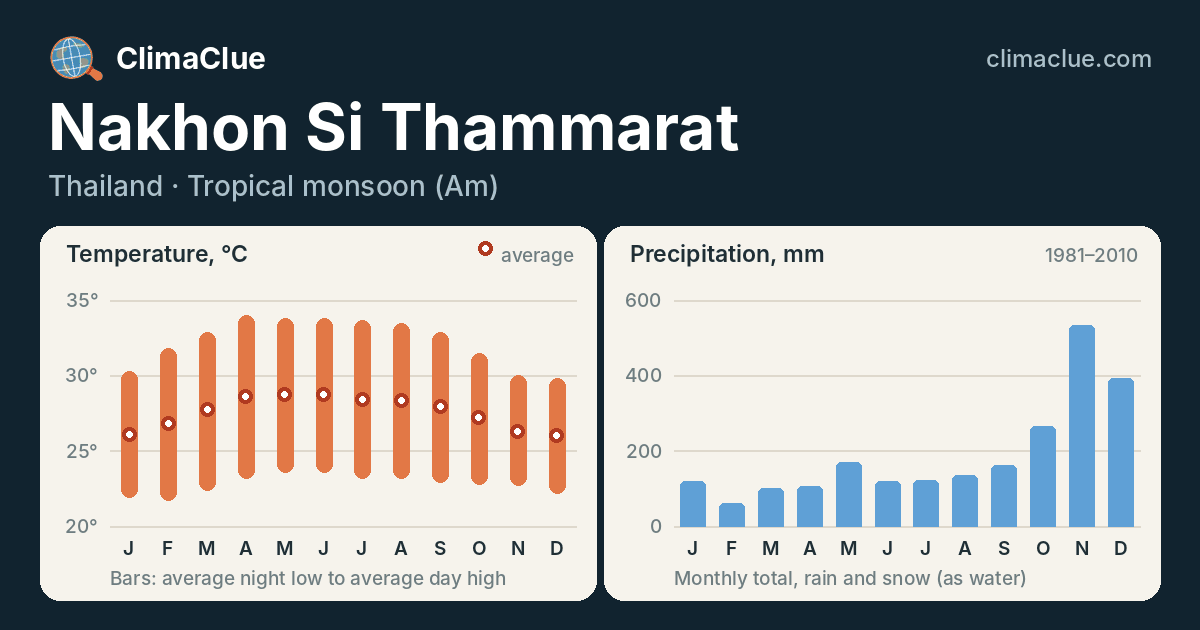 ClimaClue
climaclue.com
Nakhon Si Thammarat
Thailand · Tropical monsoon (Am)
Temperature, °C
average
35°
30°
25°
20°
J F M A M J J A S O N D
Bars: average night low to average day high
Precipitation, mm
1981–2010
600
400
200
0
J F M A M J J A S O N D
Monthly total, rain and snow (as water)